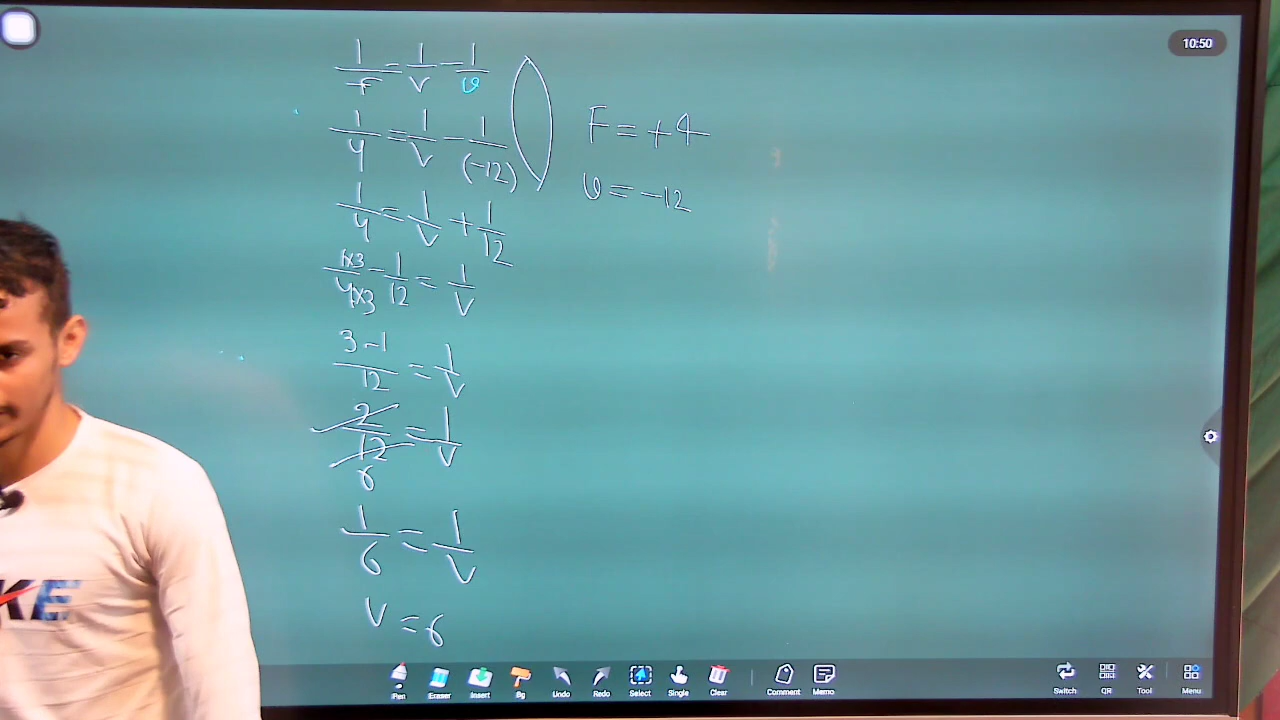 10:50
1/F = 1/v - 1/u
1/4 = 1/v - 1/(-12)
F = +4
u = -12
1/4 = 1/v + 1/12
1×3/4×3 - 1/12 = 1/v
3-1/12 = 1/v
2/12 = 1/v
6
1/6 = 1/v
v = 6
KE
Pen Eraser Insert Bg Undo Redo Select Single Clear Comment Memo Switch QR Tool Menu